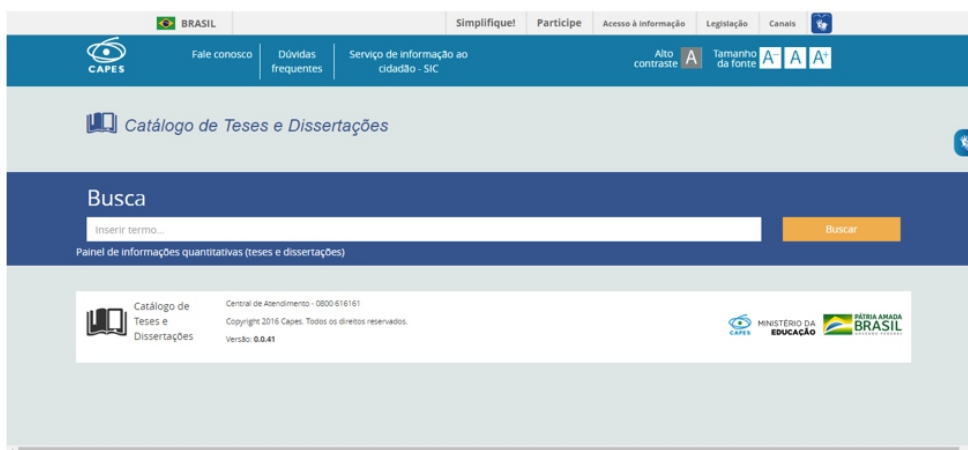 BRASIL Simplifique! Participe Acesso à informação Legislação Canais
CAPES
Fale conosco
Dúvidas
frequentes
Serviço de informação ao
cidadão - SIC
Alto
contraste A
Tamanho
da fonte A- A A+
Catálogo de Teses e Dissertações
Busca
Inserir termo... Buscar
Painel de informações quantitativas (teses e dissertações)
Catálogo de
Teses e
Dissertações
Central de Atendimento - 0800 616161
Copyright 2016 Capes. Todos os direitos reservados.
Versão: 0.0.41
CAPES
MINISTÉRIO DA
EDUCAÇÃO
PÁTRIA AMADA
BRASIL
GOVERNO FEDERAL